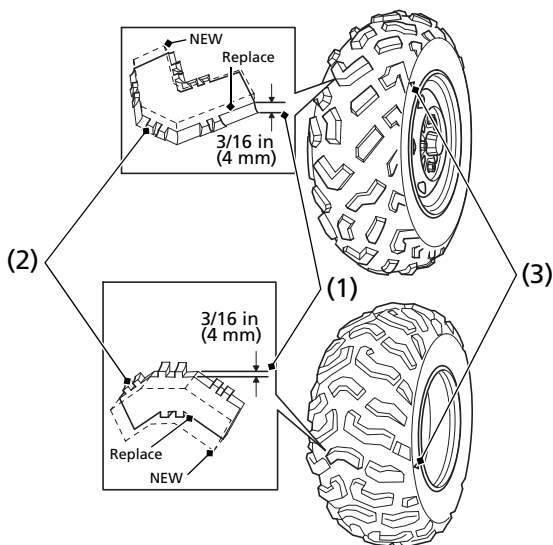 NEW
Replace
3/16 in
(4 mm)
(2)
(1)
(3)
3/16 in
(4 mm)
Replace
NEW